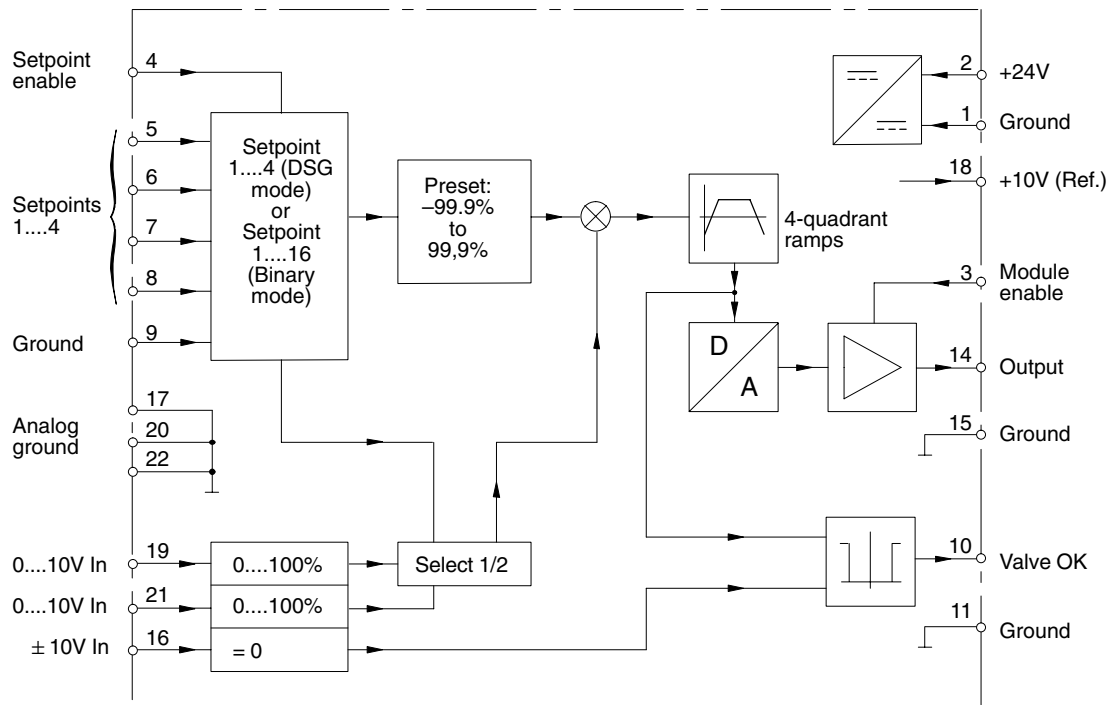 Setpoint
enable
4
5
6
7
8
Setpoints
1....4
9
Ground
17
20
22
Analog
ground
0....10V In
19
0....10V In
21
± 10V In
16
Setpoint
1....4 (DSG
mode)
or
Setpoint
1....16
(Binary
mode)
Preset:
–99.9%
to
99,9%
4-quadrant
ramps
D
A
0....100%
0....100%
= 0
Select 1/2
2
+24V
1
Ground
18
+10V (Ref.)
3
Module
enable
14
Output
15
Ground
10
Valve OK
11
Ground